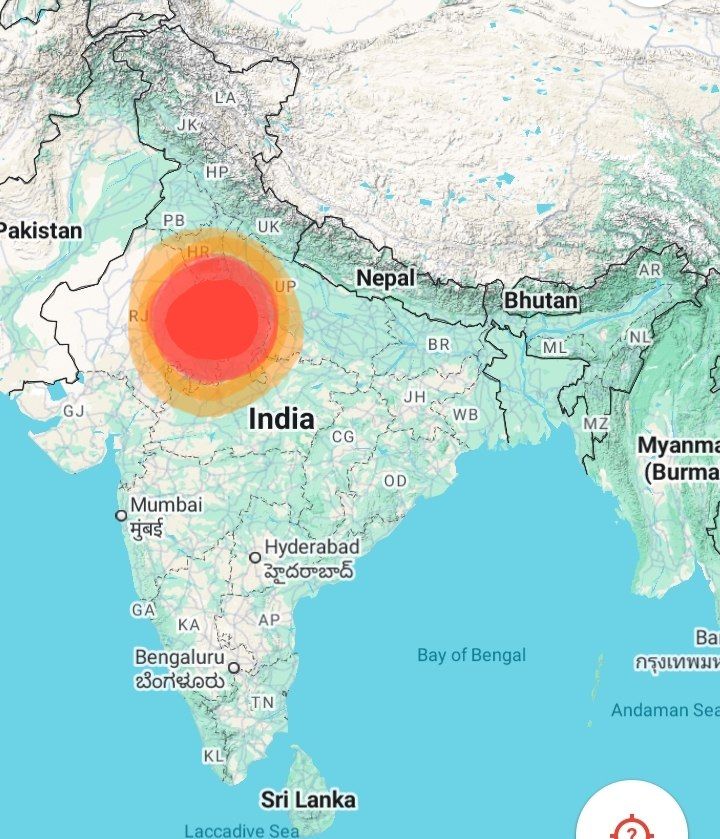 LA
JK
HP
PB
UK
Pakistan
HR
Nepal
UP
AR
Bhutan
RJ
NL
BR
ML
GJ
JH
India
WB
MZ
CG
Myanma
(Burma
OD
Mumbai
मुंबई
Hyderabad
హైదరాబాద్
GA
KA
AP
Ba
กรุงเทพมห
Bay of Bengal
Bengaluru
ಬೆಂಗಳೂರು
TN
Andaman Sea
KL
Sri Lanka
Laccadive Sea
?